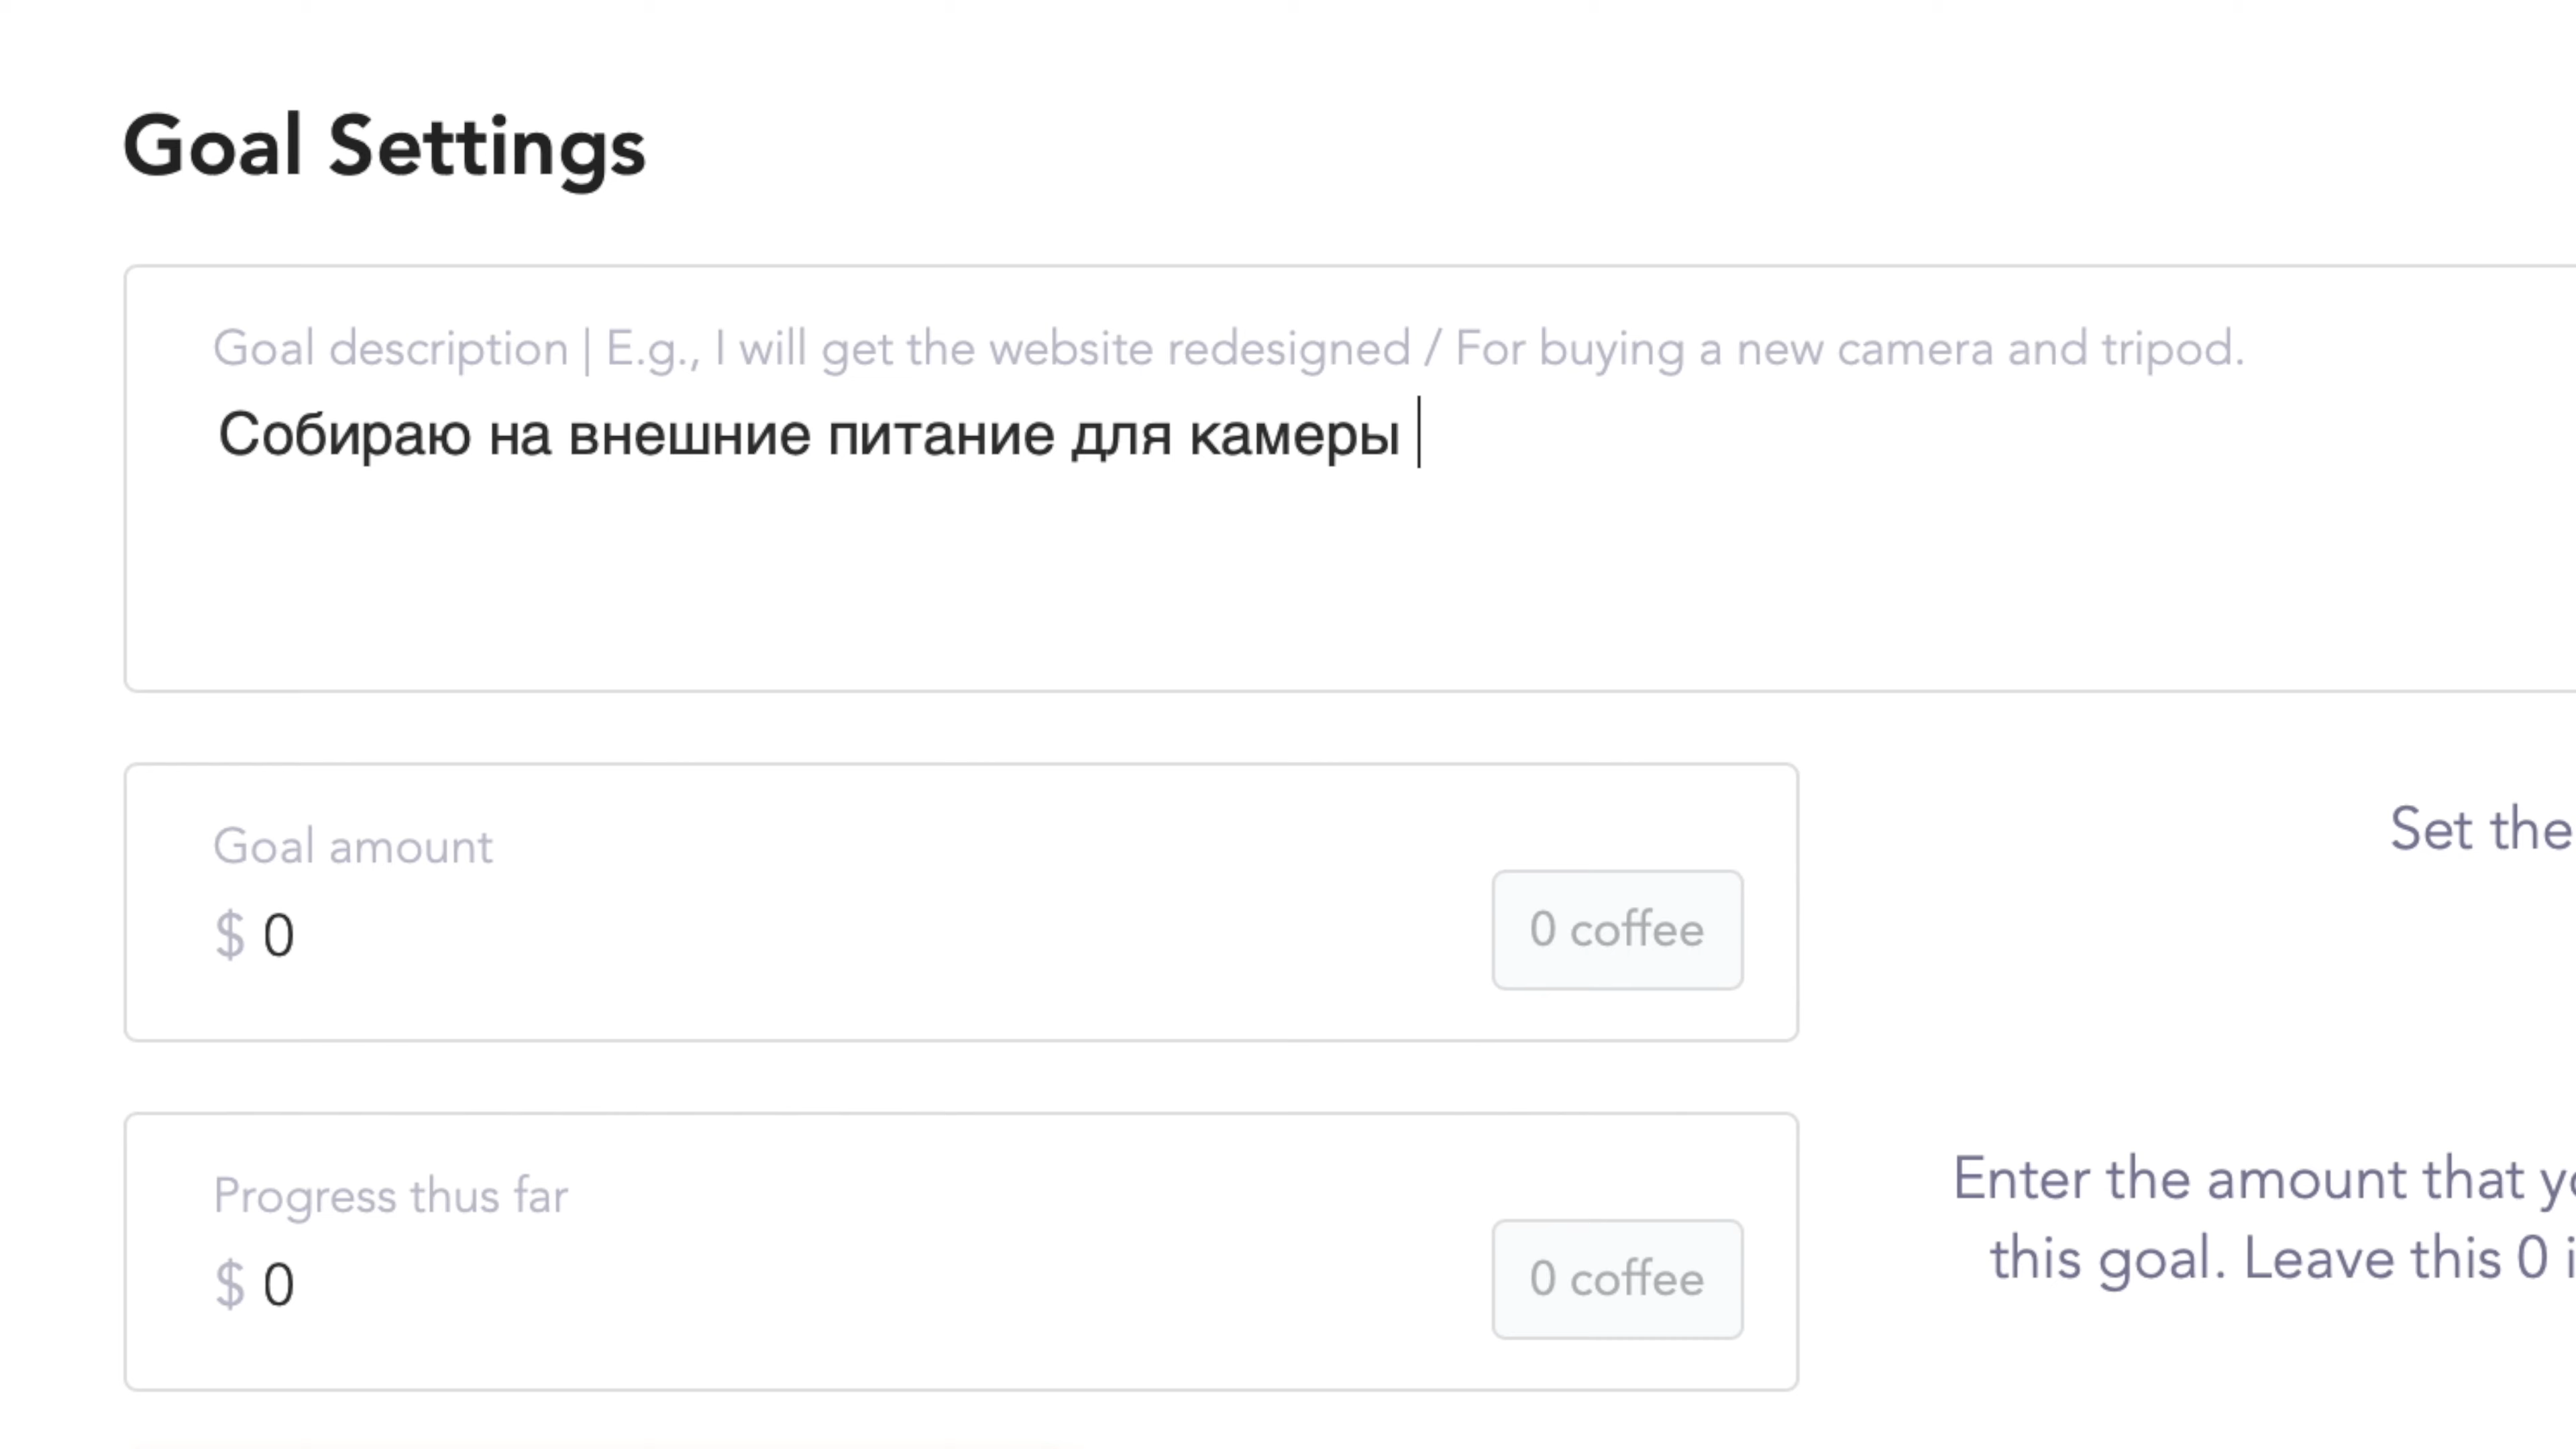 Goal Settings
Goal description | E.g., I will get the website redesigned / For buying a new camera and tripod.
Собираю на внешние питание для камеры
Goal amount
$ 0
0 coffee
Set the
Progress thus far
$ 0
0 coffee
Enter the amount that yo
this goal. Leave this 0 i